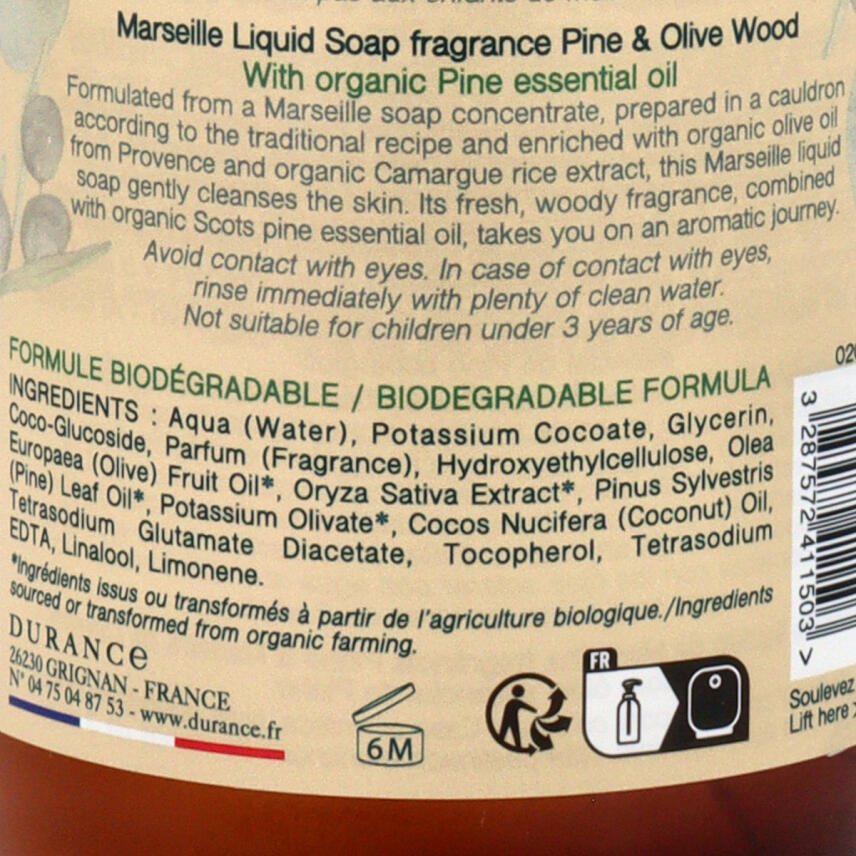 pas aux enfants de
Marseille Liquid Soap fragrance Pine & Olive Wood
With organic Pine essential oil
Formulated from a Marseille soap concentrate, prepared in a cauldron
according to the traditional recipe and enriched with organic olive oil
from Provence and organic Camargue rice extract, this Marseille liquid
soap gently cleanses the skin. Its fresh, woody fragrance, combined
with organic Scots pine essential oil, takes you on an aromatic journey.
Avoid contact with eyes. In case of contact with eyes,
rinse immediately with plenty of clean water.
Not suitable for children under 3 years of age.
FORMULE BIODÉGRADABLE / BIODEGRADABLE FORMULA
INGREDIENTS : Aqua (Water), Potassium Cocoate, Glycerin,
Coco-Glucoside, Parfum (Fragrance), Hydroxyethylcellulose, Olea
Europaea (Olive) Fruit Oil*, Oryza Sativa Extract*, Pinus Sylvestris
(Pine) Leaf Oil*, Potassium Olivate*, Cocos Nucifera (Coconut) Oil,
Tetrasodium Glutamate Diacetate, Tocopherol, Tetrasodium
EDTA, Linalool, Limonene.
*Ingrédients issus ou transformés à partir de l'agriculture biologique./Ingredients
sourced or transformed from organic farming.
DURANCe
26230 GRIGNAN - FRANCE
N° 04 75 04 87 53 - www.durance.fr
6M
FR
3 287572 411503 >
Soulevez
Lift here